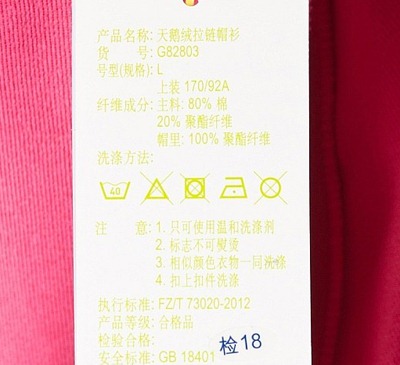 产品名称: 天鹅绒拉链帽衫
货 号: G82803
号型(规格): L
上装 170/92A
纤维成分: 主料: 80% 棉
20% 聚酯纤维
帽里: 100% 聚酯纤维
洗涤方法:
40
注 意: 1. 只可使用温和洗涤剂
2. 标志不可熨烫
3. 相似颜色衣物一同洗涤
4. 扣上扣件洗涤
执行标准: FZ/T 73020-2012
产品等级: 合格品
检验合格: 检18
安全标准: GB 18401